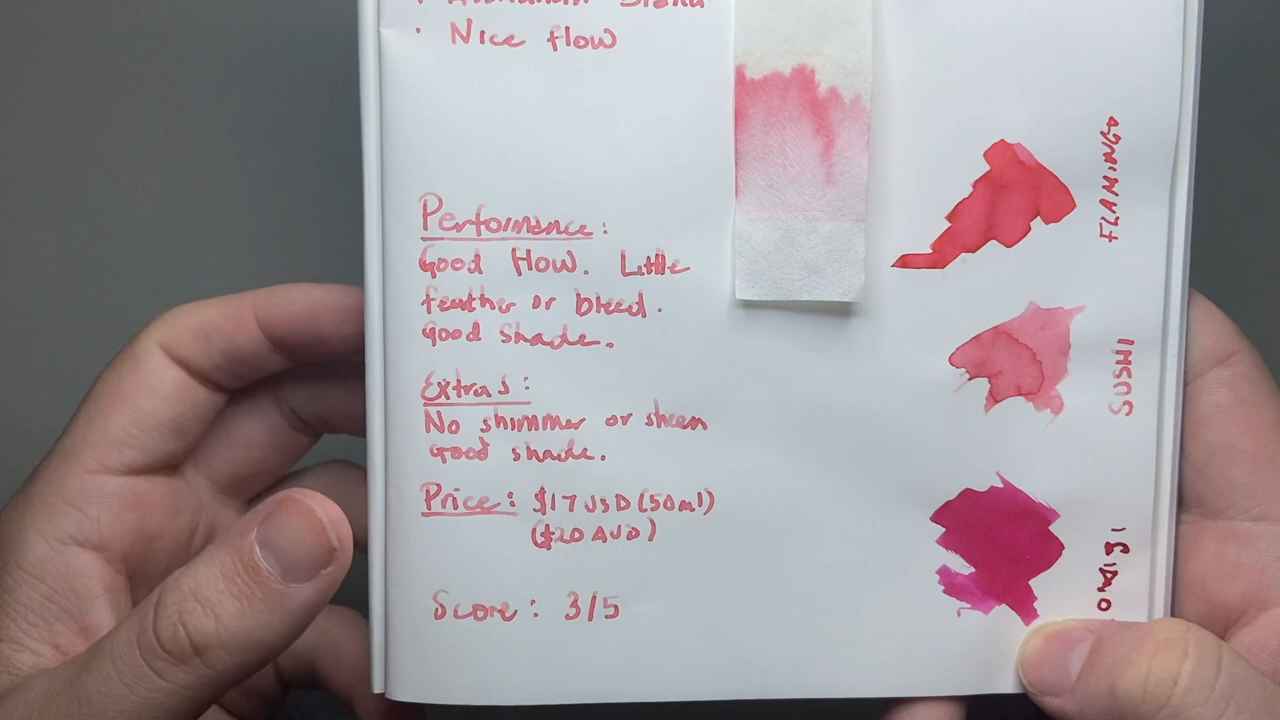 · Nice flow
Performance:
Good flow. Little
feather or bleed.
Good shade.
Extras:
No shimmer or sheen
Good shade.
Price: $17 USD (50ml)
($20 AUD)
Score: 3/5
FLAMINGO
SUSHI